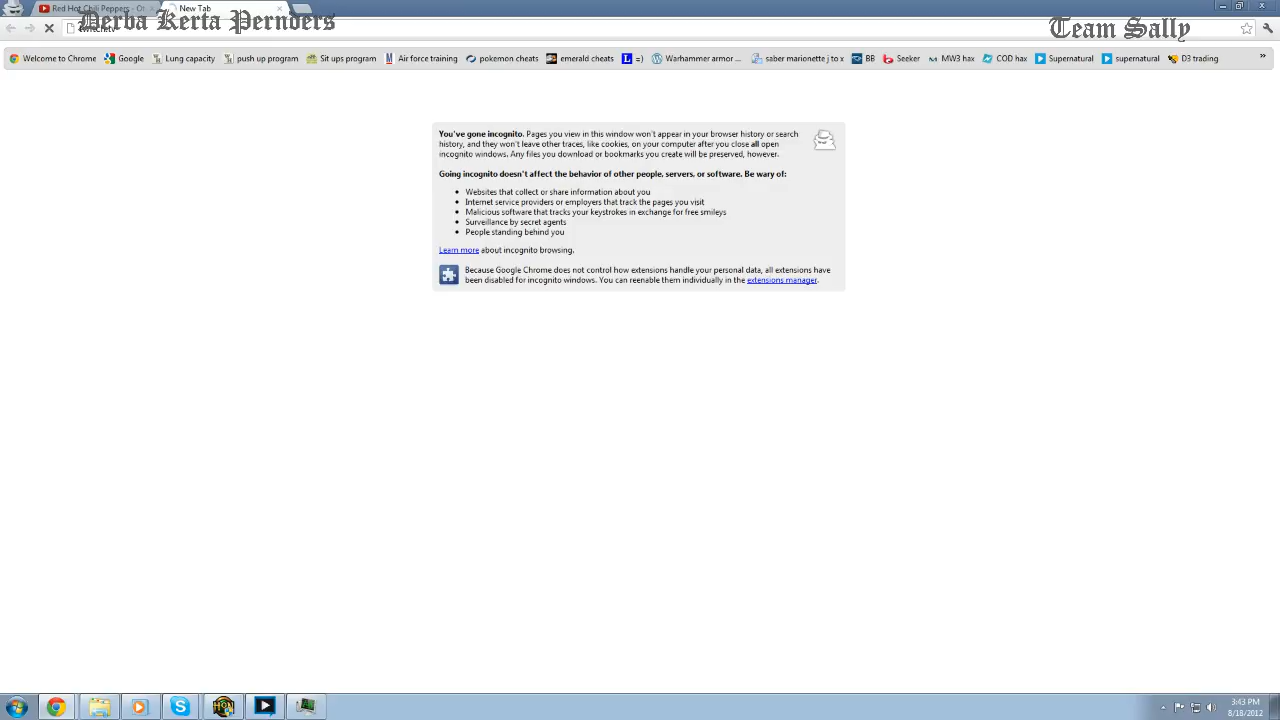 Red Hot Chili Peppers - Ot
New Tab
Derba Kerta Pernders
Team Sally
twitch.tv
Welcome to Chrome
Google
Lung capacity
push up program
Sit ups program
Air force training
pokemon cheats
emerald cheats
=)
Warhammer armor ...
saber marionette j to x
BB
Seeker
MW3 hax
COD hax
Supernatural
supernatural
D3 trading
»
You've gone incognito. Pages you view in this window won't appear in your browser history or search
history, and they won't leave other traces, like cookies, on your computer after you close all open
incognito windows. Any files you download or bookmarks you create will be preserved, however.
Going incognito doesn't affect the behavior of other people, servers, or software. Be wary of:
• Websites that collect or share information about you
• Internet service providers or employers that track the pages you visit
• Malicious software that tracks your keystrokes in exchange for free smileys
• Surveillance by secret agents
• People standing behind you
Learn more about incognito browsing.
Because Google Chrome does not control how extensions handle your personal data, all extensions have
been disabled for incognito windows. You can reenable them individually in the extensions manager.
HON
3:43 PM
8/18/2012